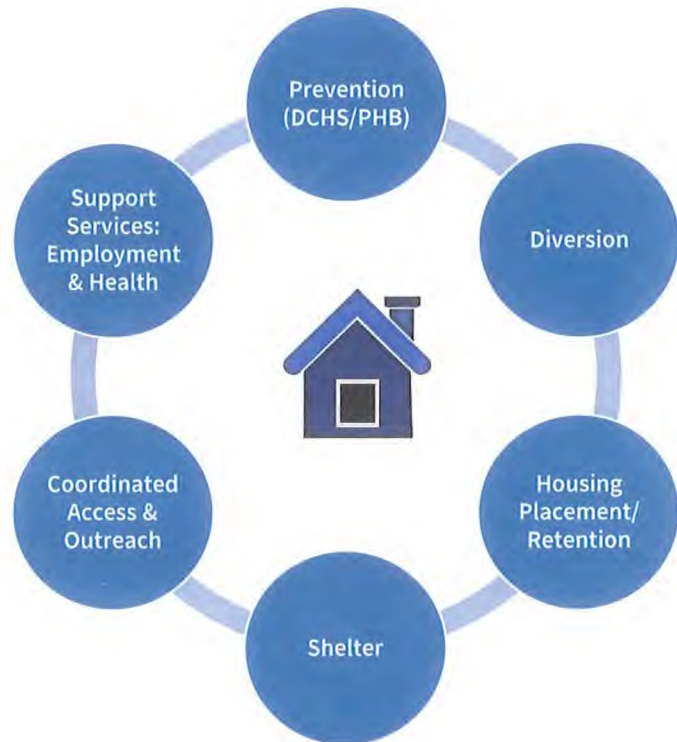 Prevention
(DCHS/PHB)
Diversion
Housing
Placement/
Retention
Shelter
Coordinated
Access &
Outreach
Support
Services:
Employment
& Health